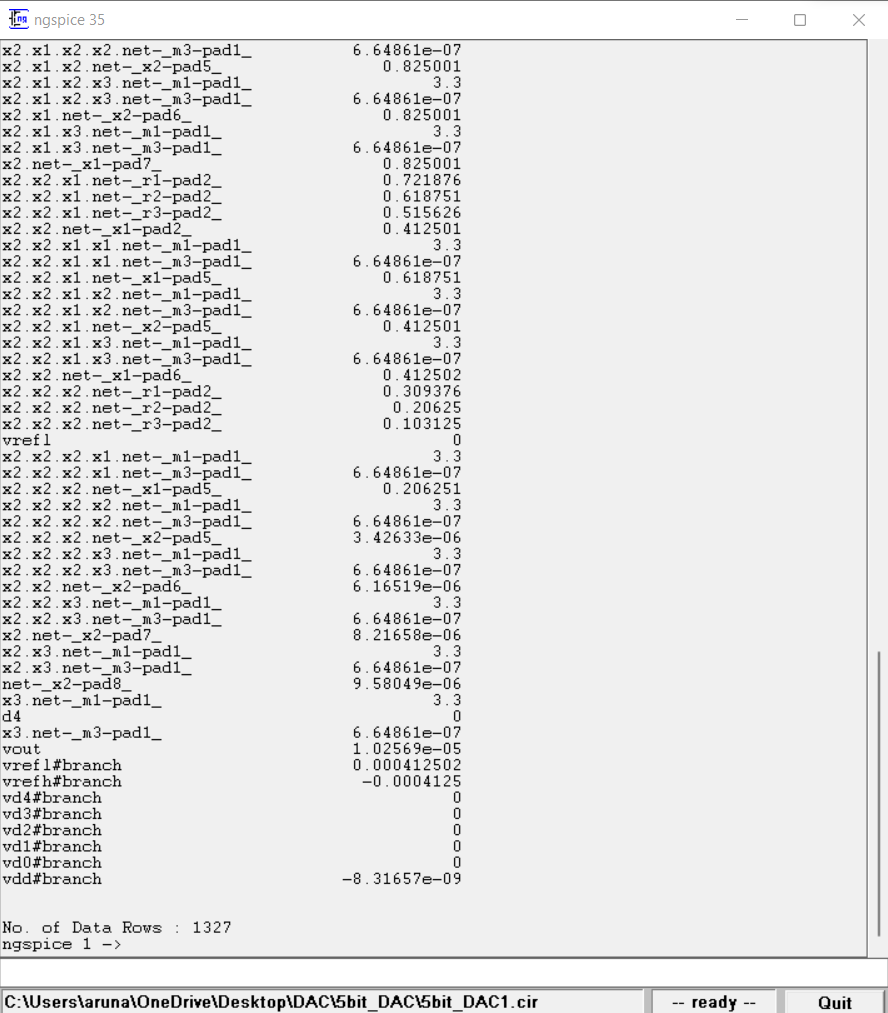 ngspice 35
x2.x1.x2.x2.net-_m3-pad1_ 6.64861e-07
x2.x1.x2.net-_x2-pad5_ 0.825001
x2.x1.x2.x3.net-_m1-pad1_ 3.3
x2.x1.x2.x3.net-_m3-pad1_ 6.64861e-07
x2.x1.net-_x2-pad6_ 0.825001
x2.x1.x3.net-_m1-pad1_ 3.3
x2.x1.x3.net-_m3-pad1_ 6.64861e-07
x2.net-_x1-pad7_ 0.825001
x2.x2.x1.net-_r1-pad2_ 0.721876
x2.x2.x1.net-_r2-pad2_ 0.618751
x2.x2.x1.net-_r3-pad2_ 0.515626
x2.x2.net-_x1-pad2_ 0.412501
x2.x2.x1.x1.net-_m1-pad1_ 3.3
x2.x2.x1.x1.net-_m3-pad1_ 6.64861e-07
x2.x2.x1.net-_x1-pad5_ 0.618751
x2.x2.x1.x2.net-_m1-pad1_ 3.3
x2.x2.x1.x2.net-_m3-pad1_ 6.64861e-07
x2.x2.x1.net-_x2-pad5_ 0.412501
x2.x2.x1.x3.net-_m1-pad1_ 3.3
x2.x2.x1.x3.net-_m3-pad1_ 6.64861e-07
x2.x2.net-_x1-pad6_ 0.412502
x2.x2.x2.net-_r1-pad2_ 0.309376
x2.x2.x2.net-_r2-pad2_ 0.20625
x2.x2.x2.net-_r3-pad2_ 0.103125
vrefl 0
x2.x2.x2.x1.net-_m1-pad1_ 3.3
x2.x2.x2.x1.net-_m3-pad1_ 6.64861e-07
x2.x2.x2.net-_x1-pad5_ 0.206251
x2.x2.x2.x2.net-_m1-pad1_ 3.3
x2.x2.x2.x2.net-_m3-pad1_ 6.64861e-07
x2.x2.x2.net-_x2-pad5_ 3.42633e-06
x2.x2.x2.x3.net-_m1-pad1_ 3.3
x2.x2.x2.x3.net-_m3-pad1_ 6.64861e-07
x2.x2.net-_x2-pad6_ 6.16519e-06
x2.x2.x3.net-_m1-pad1_ 3.3
x2.x2.x3.net-_m3-pad1_ 6.64861e-07
x2.net-_x2-pad7_ 8.21658e-06
x2.x3.net-_m1-pad1_ 3.3
x2.x3.net-_m3-pad1_ 6.64861e-07
net-_x2-pad8_ 9.58049e-06
x3.net-_m1-pad1_ 3.3
d4 0
x3.net-_m3-pad1_ 6.64861e-07
vout 1.02569e-05
vrefl#branch 0.000412502
vrefh#branch -0.0004125
vd4#branch 0
vd3#branch 0
vd2#branch 0
vd1#branch 0
vd0#branch 0
vdd#branch -8.31657e-09
No. of Data Rows : 1327
ngspice 1 ->
C:\Users\aruna\OneDrive\Desktop\DAC\5bit_DAC\5bit_DAC1.cir -- ready -- Quit